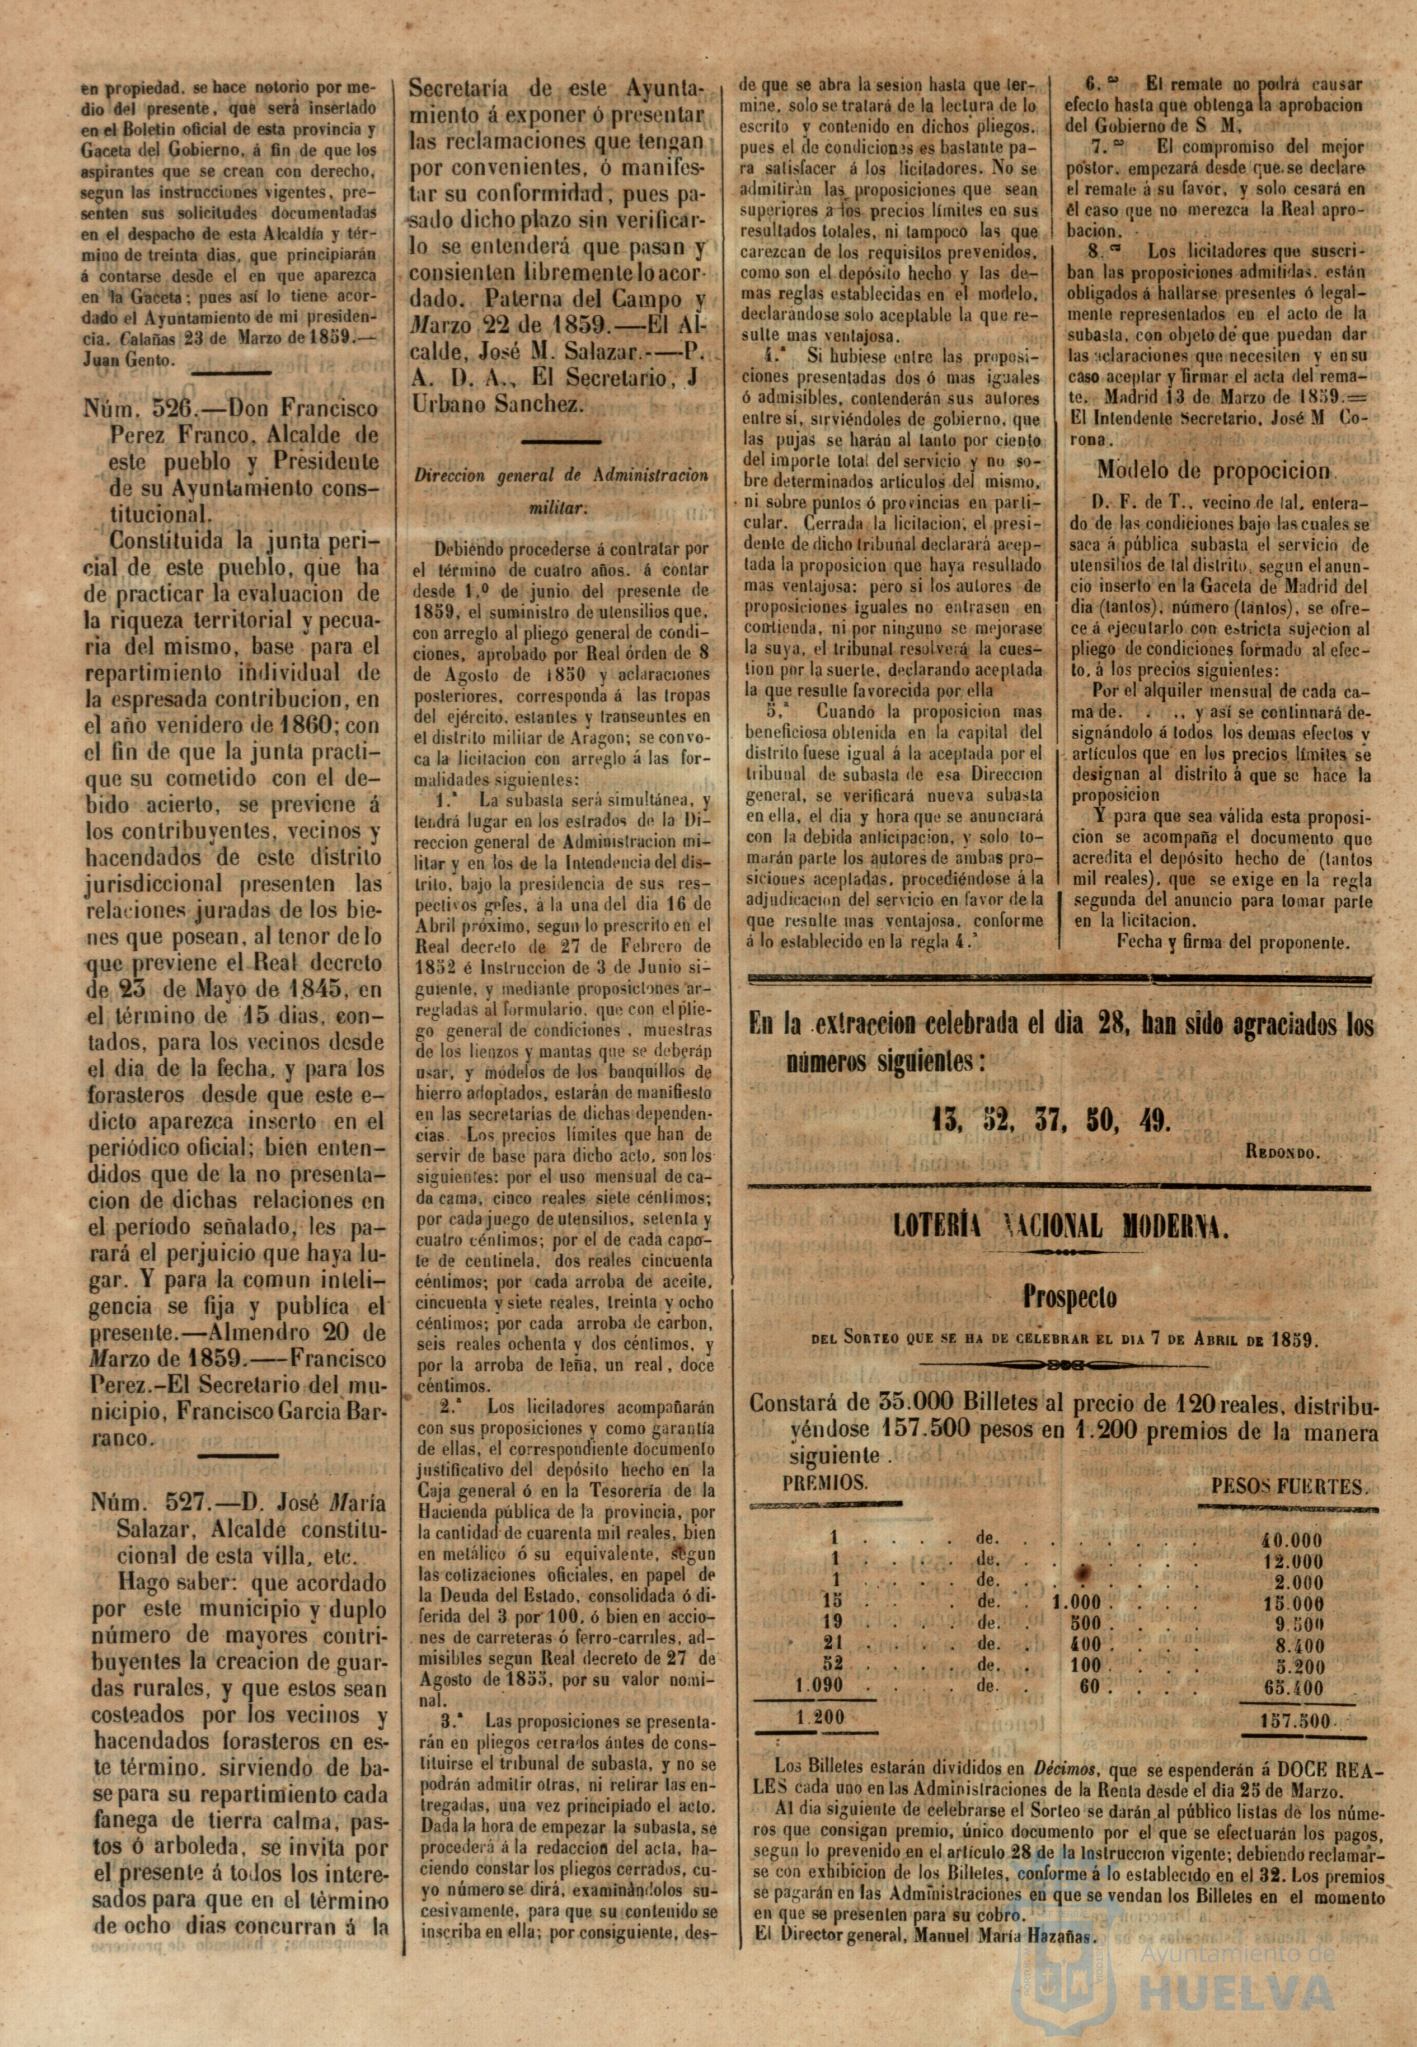 en propiedad, se hace notorio por me-
dio del presente, que será insertado
en el Boletin oficial de esta provincia y
Gaceta del Gobierno, á fin de que los
aspirantes que se crean con derecho,
segun las instrucciones vigentes, pre-
senten sus solicitudes documentadas
en el despacho de esta Alcaldía y tér-
mino de treinta dias, que principiarán
á contarse desde el en que aparezca
en la Gaceta; pues así lo tiene acor-
dado el Ayuntamiento de mi presiden-
cia. Calañas 23 de Marzo de 1859.—
Juan Gento.
Núm. 526.—Don Francisco
Perez Franco, Alcalde de
este pueblo y Presidente
de su Ayuntamiento cons-
titucional.
Constituida la junta peri-
cial de este pueblo, que ha
de practicar la evaluacion de
la riqueza territorial y pecua-
ria del mismo, base para el
repartimiento individual de
la espresada contribucion, en
el año venidero de 1860; con
el fin de que la junta practi-
que su cometido con el de-
bido acierto, se previene á
los contribuyentes, vecinos y
hacendados de este distrito
jurisdiccional presenten las
relaciones juradas de los bie-
nes que posean, al tenor de lo
que previene el Real decreto
de 23 de Mayo de 1845, en
el término de 15 dias, con-
tados, para los vecinos desde
el dia de la fecha, y para los
forasteros desde que este e-
dicto aparezca inserto en el
periódico oficial; bien enten-
didos que de la no presenta-
cion de dichas relaciones en
el período señalado, les pa-
rará el perjuicio que haya lu-
gar. Y para la comun inteli-
gencia se fija y publica el
presente.—Almendro 20 de
Marzo de 1859.—Francisco
Perez.—El Secretario del mu-
nicipio, Francisco Garcia Bar-
ranco.
Núm. 527.—D. José María
Salazar, Alcalde constitu-
cional de esta villa, etc.
Hago saber: que acordado
por este municipio y duplo
número de mayores contri-
buyentes la creacion de guar-
das rurales, y que estos sean
costeados por los vecinos y
hacendados forasteros en es-
te término, sirviendo de ba-
se para su repartimiento cada
fanega de tierra calma, pas-
tos ó arboleda, se invita por
el presente á todos los intere-
sados para que en el término
de ocho dias concurran á la
Secretaría de este Ayunta-
miento á exponer ó presentar
las reclamaciones que tengan
por convenientes, ó manifes-
tar su conformidad, pues pa-
sado dicho plazo sin verificar-
lo se entenderá que pasan y
consienten libremente lo acor-
dado. Paterna del Campo y
Marzo 22 de 1859.—El Al-
calde, José M. Salazar.—P.
A. D. A., El Secretario, J
Urbano Sanchez.
Direccion general de Administracion
militar.
Debiendo procederse á contratar por
el término de cuatro años, á contar
desde 1.º de junio del presente de
1859, el suministro de utensilios que,
con arreglo al pliego general de condi-
ciones, aprobado por Real órden de 8
de Agosto de 1850 y aclaraciones
posteriores, corresponda á las tropas
del ejército, estantes y transeuntes en
el distrito militar de Aragon; se convo-
ca la licitacion con arreglo á las for-
malidades siguientes:
1.ª La subasta será simultánea, y
tendrá lugar en los estrados de la Di-
reccion general de Administracion mi-
litar y en los de la Intendencia del dis-
trito, bajo la presidencia de sus res-
pectivos gefes, á la una del dia 16 de
Abril próximo, segun lo prescrito en el
Real decreto de 27 de Febrero de
1852 é Instruccion de 3 de Junio si-
guiente, y mediante proposiciones ar-
regladas al formulario, que con el plie-
go general de condiciones, muestras
de los lienzos y mantas que se deberán
usar, y modelos de los banquillos de
hierro adoptados, estarán de manifiesto
en las secretarías de dichas dependen-
cias. Los precios límites que han de
servir de base para dicho acto, son los
siguientes: por el uso mensual de ca-
da cama, cinco reales siete céntimos;
por cada juego de utensilios, setenta y
cuatro céntimos; por el de cada capo-
te de centinela, dos reales cincuenta
céntimos; por cada arroba de aceite,
cincuenta y siete reales, treinta y ocho
céntimos; por cada arroba de carbon,
seis reales ochenta y dos céntimos, y
por la arroba de leña, un real, doce
céntimos.
2.ª Los licitadores acompañarán
con sus proposiciones y como garantía
de ellas, el correspondiente documento
justificativo del depósito hecho en la
Caja general ó en la Tesorería de la
Hacienda pública de la provincia, por
la cantidad de cuarenta mil reales, bien
en metálico ó su equivalente, segun
las cotizaciones oficiales, en papel de
la Deuda del Estado, consolidada ó di-
ferida del 3 por 100, ó bien en accio-
nes de carreteras ó ferro-carriles, ad-
misibles segun Real decreto de 27 de
Agosto de 1855, por su valor nomi-
nal.
3.ª Las proposiciones se presenta-
rán en pliegos cerrados ántes de cons-
tituirse el tribunal de subasta, y no se
podrán admitir otras, ni retirar las en-
tregadas, una vez principiado el acto.
Dada la hora de empezar la subasta, se
procederá á la redaccion del acta, ha-
ciendo constar los pliegos cerrados, cu-
yo número se dirá, examinándolos su-
cesivamente, para que su contenido se
inscriba en ella; por consiguiente, des-
de que se abra la sesion hasta que ter-
mine, solo se tratará de la lectura de lo
escrito y contenido en dichos pliegos,
pues el de condiciones es bastante pa-
ra satisfacer á los licitadores. No se
admitirán las proposiciones que sean
superiores á los precios límites en sus
resultados totales, ni tampoco las que
carezcan de los requisitos prevenidos,
como son el depósito hecho y las de-
mas reglas establecidas en el modelo,
declarándose solo aceptable la que re-
sulte mas ventajosa.
4.ª Si hubiese entre las proposi-
ciones presentadas dos ó mas iguales
ó admisibles, contenderán sus autores
entre sí, sirviéndoles de gobierno, que
las pujas se harán al tanto por ciento
del importe total del servicio y no so-
bre determinados artículos del mismo,
ni sobre puntos ó provincias en parti-
cular. Cerrada la licitacion, el presi-
dente de dicho tribunal declarará acep-
tada la proposicion que haya resultado
mas ventajosa: pero si los autores de
proposiciones iguales no entrasen en
contienda, ni por ninguno se mejorase
la suya, el tribunal resolverá la cues-
tion por la suerte, declarando aceptada
la que resulte favorecida por ella
5.ª Cuando la proposicion mas
beneficiosa obtenida en la capital del
distrito fuese igual á la aceptada por el
tribunal de subasta de esa Direccion
general, se verificará nueva subasta
en ella, el dia y hora que se anunciará
con la debida anticipacion, y solo to-
marán parte los autores de ambas pro-
siciones aceptadas, procediéndose á la
adjudicacion del servicio en favor de la
que resulte mas ventajosa, conforme
á lo establecido en la regla 4.ª
6.ª El remate no podrá causar
efecto hasta que obtenga la aprobacion
del Gobierno de S M.
7.ª El compromiso del mejor
postor, empezará desde que se declare
el remate á su favor, y solo cesará en
el caso que no merezca la Real apro-
bacion.
8.ª Los licitadores que suscri-
ban las proposiciones admitidas, están
obligados á hallarse presentes ó legal-
mente representados en el acto de la
subasta, con objeto de que puedan dar
las aclaraciones que necesiten y en su
caso aceptar y firmar el acta del rema-
te. Madrid 13 de Marzo de 1859.=
El Intendente Secretario, José M Co-
rona.
Modelo de propocicion.
D. F. de T., vecino de tal, entera-
do de las condiciones bajo las cuales se
saca á pública subasta el servicio de
utensilios de tal distrito, segun el anun-
cio inserto en la Gaceta de Madrid del
dia (tantos), número (tantos), se ofre-
ce á ejecutarlo con estricta sujecion al
pliego de condiciones formado al efec-
to, á los precios siguientes:
Por el alquiler mensual de cada ca-
ma de. . .., y así se continnará de-
signándolo á todos los demas efectos y
artículos que en los precios límites se
designan al distrito á que se hace la
proposicion
Y para que sea válida esta proposi-
cion se acompaña el documento que
acredita el depósito hecho de (tantos
mil reales), que se exige en la regla
segunda del anuncio para tomar parte
en la licitacion.
Fecha y firma del proponente.
En la extraccion celebrada el dia 28, han sido agraciados los
números siguientes:
13, 52, 37, 50, 49.
REDONDO.
LOTERÍA NACIONAL MODERNA.
Prospecto
DEL SORTEO QUE SE HA DE CELEBRAR EL DIA 7 DE ABRIL DE 1859.
Constará de 35.000 Billetes al precio de 120 reales, distribu-
yéndose 157.500 pesos en 1.200 premios de la manera
siguiente.
PREMIOS. PESOS FUERTES.
1 . . . . de. . . . . . . . 40.000
1 . . . . de. . . . . . . . 12.000
1 . . . . de. . . . . . . . 2.000
15 . . . . de. . 1.000 . . . . 15.000
19 . . . . de. . 500 . . . . 9.500
21 . . . . de. . 400 . . . . 8.400
52 . . . . de. . 100 . . . . 5.200
1.090 . . . . de. . 60 . . . . 65.400
1.200 157.500
Los Billetes estarán divididos en Décimos, que se espenderán á DOCE REA-
LES cada uno en las Administraciones de la Renta desde el dia 25 de Marzo.
Al dia siguiente de celebrarse el Sorteo se darán al público listas de los núme-
ros que consigan premio, único documento por el que se efectuarán los pagos,
segun lo prevenido en el artículo 28 de la Instruccion vigente; debiendo reclamar-
se con exhibicion de los Billetes, conforme á lo establecido en el 32. Los premios
se pagarán en las Administraciones en que se vendan los Billetes en el momento
en que se presenten para su cobro.
El Director general, Manuel María Hazañas.
Ayuntamiento de
HUELVA